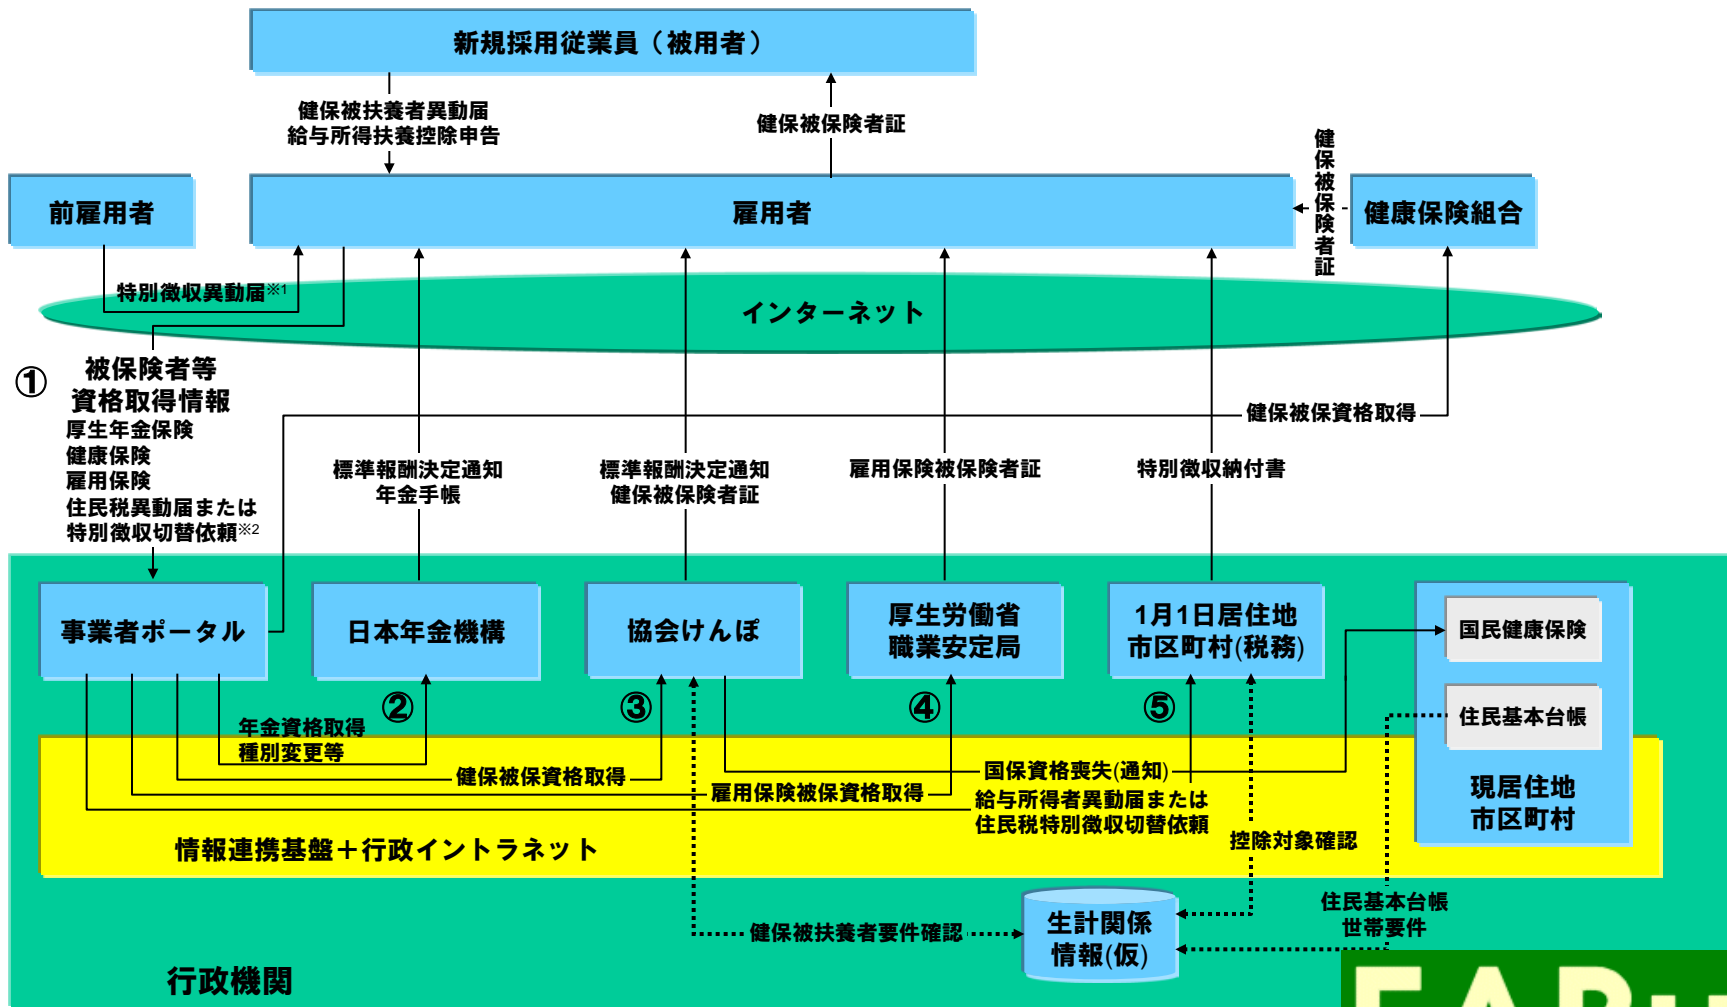 新規採用従業員（被用者）
健保被扶養者異動届
給与所得扶養控除申告
健保被保険者証
健保被保険者証
前雇用者
雇用者
健康保険組合
特別徴収異動届※1
インターネット
①
被保険者等
資格取得情報
厚生年金保険
健康保険
雇用保険
住民税異動届または
特別徴収切替依頼※2
健保被保資格取得
標準報酬決定通知
年金手帳
標準報酬決定通知
健保被保険者証
雇用保険被保険者証
特別徴収納付書
事業者ポータル
日本年金機構
協会けんぽ
厚生労働省
職業安定局
1月1日居住地
市区町村(税務)
国民健康保険
住民基本台帳
現居住地
市区町村
②
③
④
⑤
年金資格取得
種別変更等
健保被保資格取得
雇用保険被保資格取得
国保資格喪失(通知)
給与所得者異動届または
住民税特別徴収切替依頼
情報連携基盤＋行政イントラネット
控除対象確認
健保被扶養者要件確認
生計関係
情報(仮)
住民基本台帳
世帯要件
行政機関